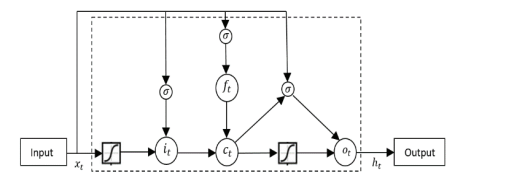 σ
σ
f_t
σ
Input
x_t
i_t
c_t
o_t
h_t
Output